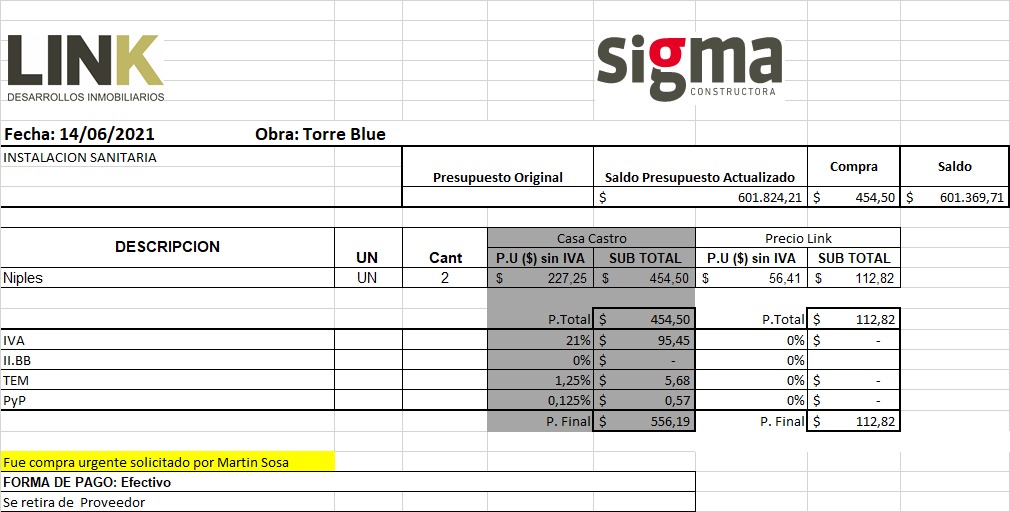 LINK
DESARROLLOS INMOBILIARIOS
sigma
CONSTRUCTORA
Fecha: 14/06/2021 Obra: Torre Blue
INSTALACION SANITARIA
Presupuesto Original Saldo Presupuesto Actualizado Compra Saldo
$ 601.824,21 $ 454,50 $ 601.369,71
DESCRIPCION UN Cant Casa Castro Precio Link
P.U ($) sin IVA SUB TOTAL P.U ($) sin IVA SUB TOTAL
Niples UN 2 $ 227,25 $ 454,50 $ 56,41 $ 112,82
P.Total $ 454,50 P.Total $ 112,82
IVA 21% $ 95,45 0% $ -
II.BB 0% $ - 0%
TEM 1,25% $ 5,68 0% $ -
PyP 0,125% $ 0,57 0% $ -
P. Final $ 556,19 P. Final $ 112,82
Fue compra urgente solicitado por Martin Sosa
FORMA DE PAGO: Efectivo
Se retira de Proveedor